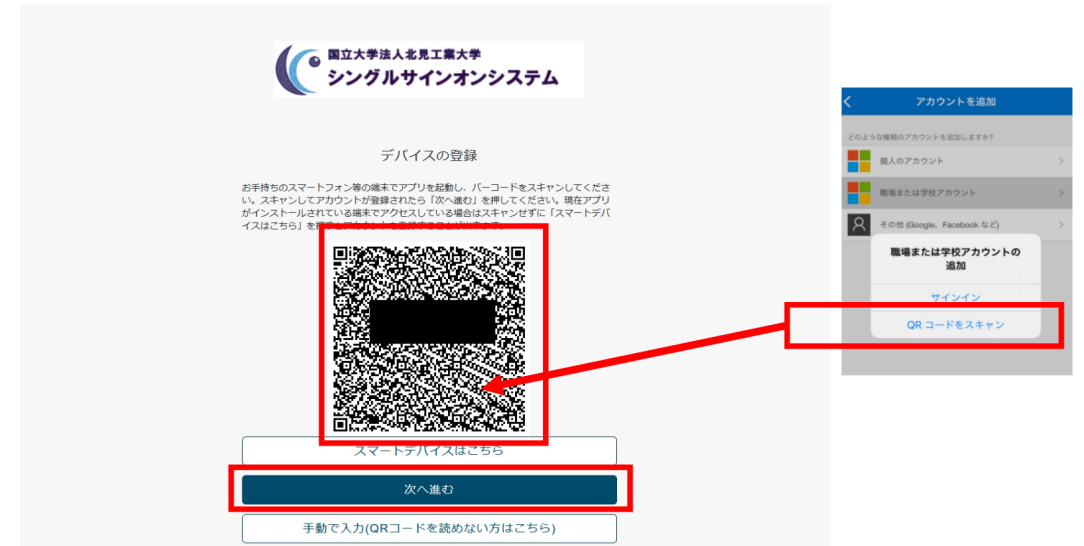 国立大学法人北見工業大学
シングルサインオンシステム
デバイスの登録
お手持ちのスマートフォン等の端末でアプリを起動し、バーコードをスキャンしてくださ
い。スキャンしてアカウントが登録されたら「次へ進む」を押してください。現在アプリ
がインストールされている端末でアクセスしている場合はスキャンせずに「スマートデバ
イスはこちら」を
スマートデバイスはこちら
次へ進む
手動で入力(QRコードを読めない方はこちら)
アカウントを追加
どのような種類のアカウントを追加しますか?
個人のアカウント
職場または学校アカウント
その他 (Google、Facebook など)
職場または学校アカウントの
追加
サインイン
QR コードをスキャン